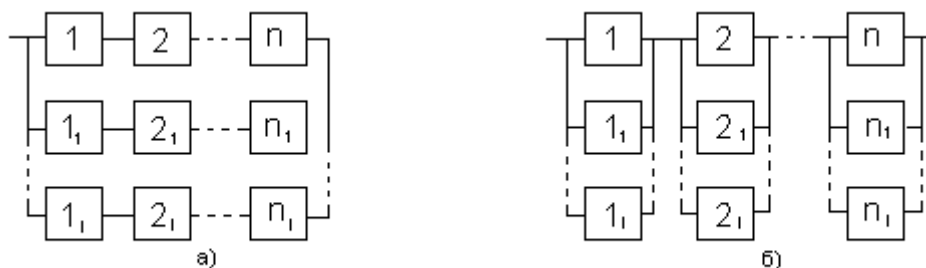 1 2 n 1 2 n
1₁ 2₁ n₁ 1₁ 2₁ n₁
1ₗ 2ₗ nₗ 1ₗ 2ₗ nₗ
а) б)